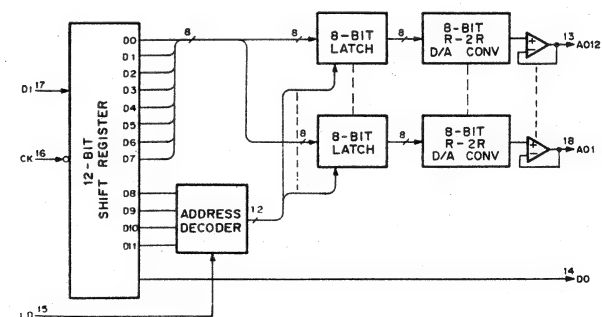 8-BIT
LATCH
8-BIT
R-2R
D/A CONV
8
8
8
13
AO12
D0
D1
D2
D3
D4
D5
D6
D7
D8
D9
D10
D11
DI 17
CK 16
12-BIT
SHIFT REGISTER
8
8-BIT
LATCH
8
8-BIT
R-2R
D/A CONV
18
AO1
ADDRESS
DECODER
12
14
DO
LD 15